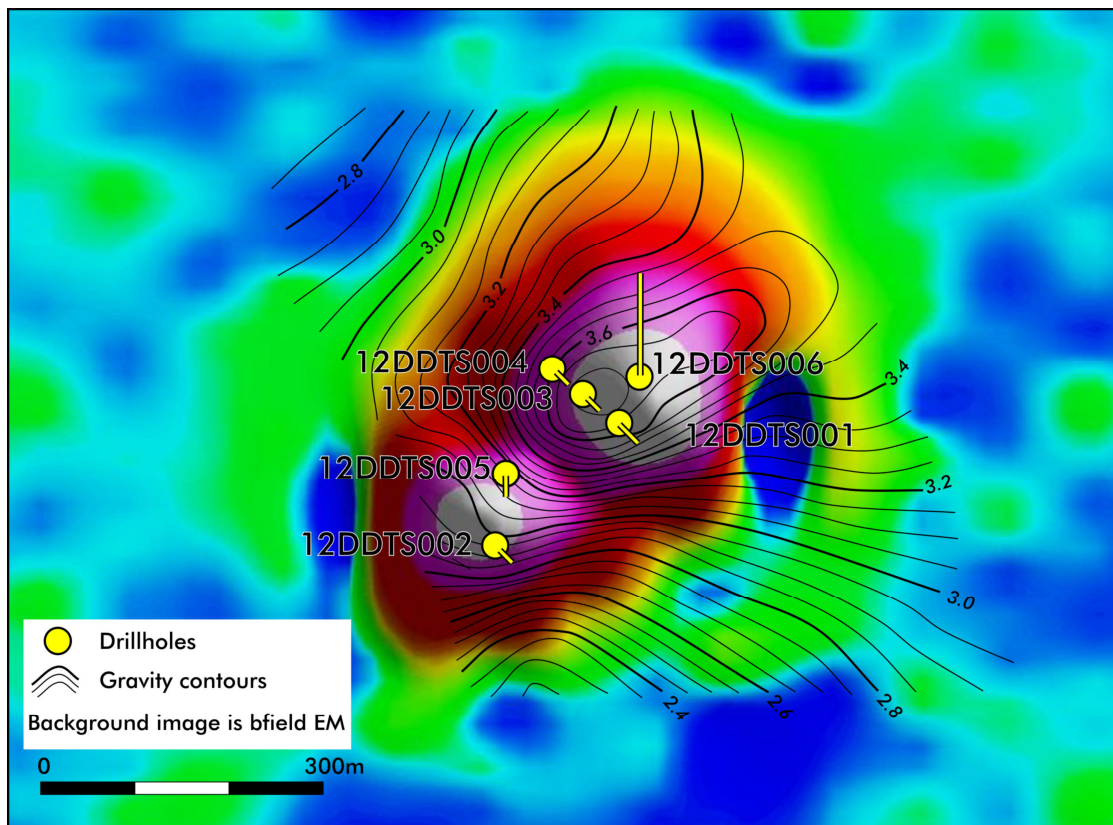 2.8
3.0
3.2
3.4
3.6
12DDTS004
12DDTS006
12DDTS003
3.4
12DDTS001
12DDTS005
3.2
12DDTS002
3.0
2.4
2.6
2.8
Drillholes
Gravity contours
Background image is bfield EM
0 300m